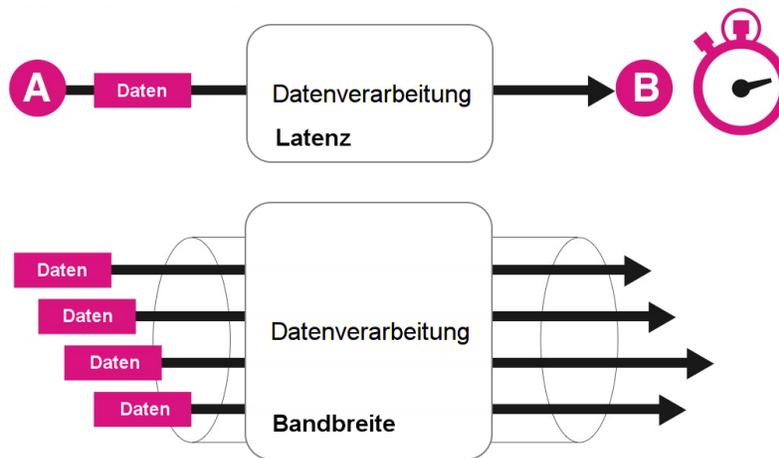 A
Daten
Datenverarbeitung
Latenz
B
Daten
Daten
Daten
Daten
Datenverarbeitung
Bandbreite